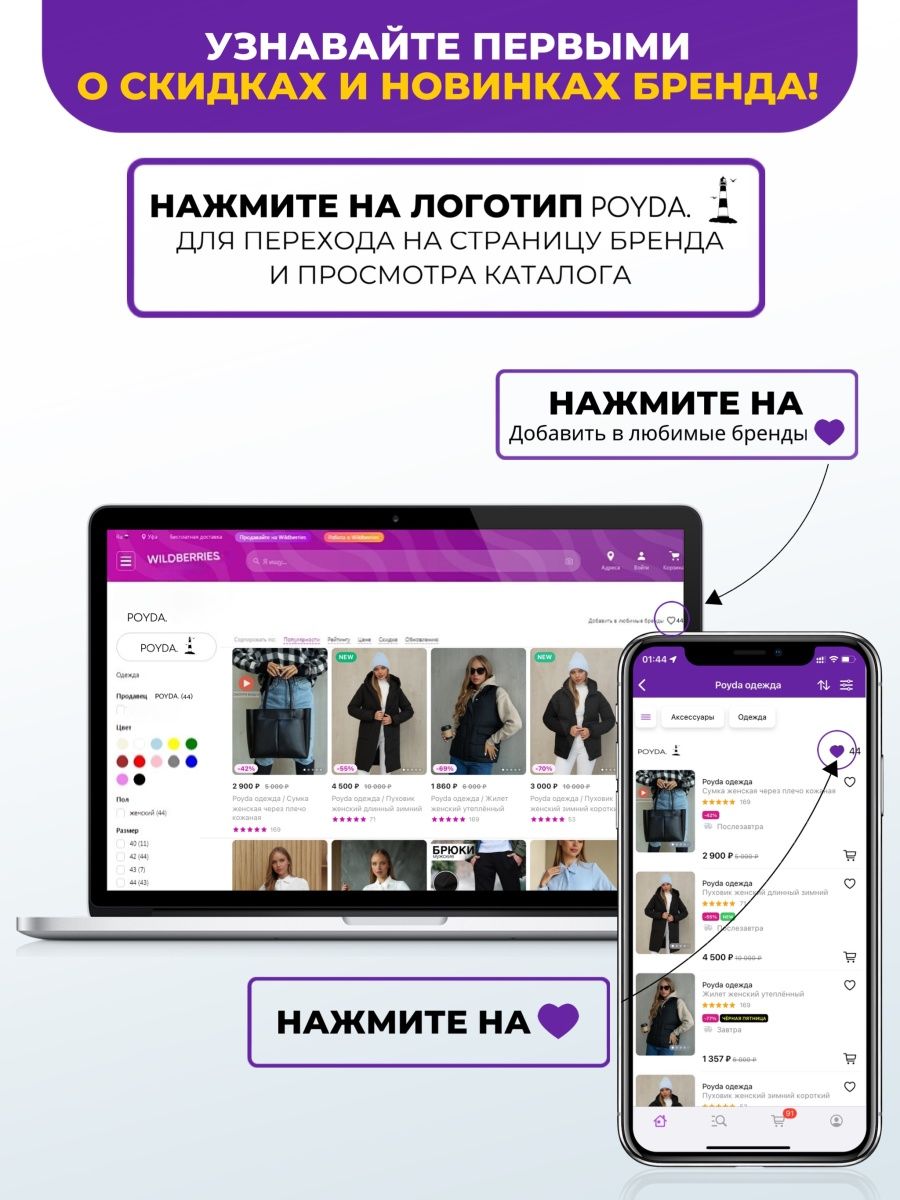 УЗНАВАЙТЕ ПЕРВЫМИ
О СКИДКАХ И НОВИНКАХ БРЕНДА!
НАЖМИТЕ НА ЛОГОТИП POYDA.
ДЛЯ ПЕРЕХОДА НА СТРАНИЦУ БРЕНДА
И ПРОСМОТРА КАТАЛОГА
НАЖМИТЕ НА
Добавить в любимые бренды
Ru Уфа Бесплатная доставка Продавайте на Wildberries Работа в Wildberries
WILDBERRIES Я ищу... Адреса Войти Корзина
POYDA.
Добавить в любимые бренды 44
POYDA.
Сортировать по: Популярности Рейтингу Цене Скидке Обновлению
Одежда
Продавец POYDA. (44)
Цвет
Пол
женский (44)
Размер
40 (11)
42 (44)
43 (7)
44 (43)
NEW NEW
-42% -55% -69% -70%
2 900 ₽ 5 000 ₽
Poyda одежда / Сумка
женская через плечо
кожаная
169
4 500 ₽ 10 000 ₽
Poyda одежда / Пуховик
женский длинный зимний
71
1 860 ₽ 6 000 ₽
Poyda одежда / Жилет
женский утеплённый
169
3 000 ₽ 10 000 ₽
Poyda одежда / Пуховик
женский зимний коротк
53
БРЮКИ
МУЖСКИЕ
01:44
Poyda одежда
Аксессуары Одежда
POYDA. 44
Poyda одежда
Сумка женская через плечо кожаная
169
-42%
Послезавтра
2 900 ₽ 5 000 ₽
Poyda одежда
Пуховик женский длинный зимний
71
-55% NEW
Послезавтра
4 500 ₽ 10 000 ₽
Poyda одежда
Жилет женский утеплённый
169
-77% ЧЁРНАЯ ПЯТНИЦА
Завтра
1 357 ₽ 6 000 ₽
Poyda одежда
Пуховик женский зимний короткий
53
91
НАЖМИТЕ НА